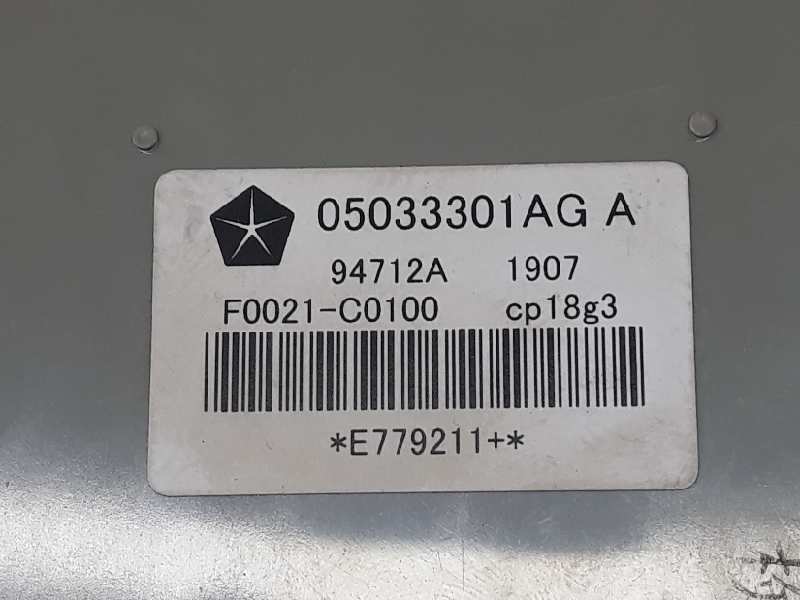 05033301AG A
94712A 1907
F0021-C0100 cp18g3
*E779211+*